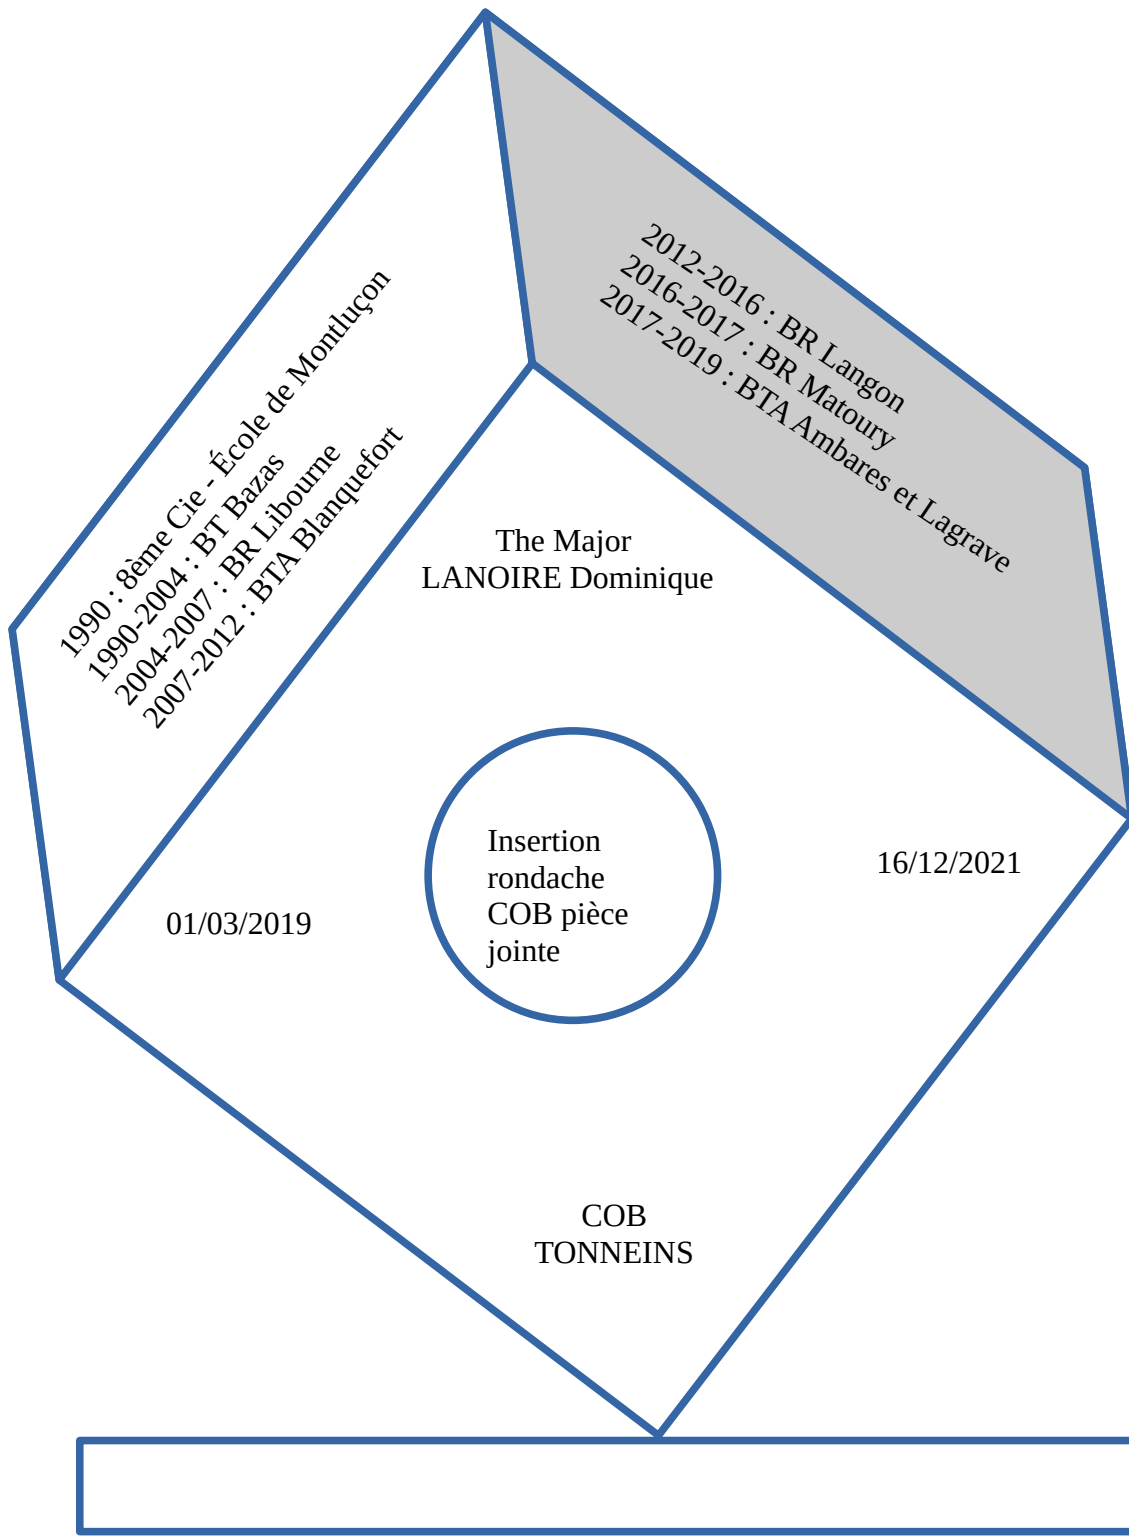 1990 : 8ème Cie - École de Montluçon
1990-2004 : BT Bazas
2004-2007 : BR Libourne
2007-2012 : BTA Blanquefort
2012-2016 : BR Langon
2016-2017 : BR Matoury
2017-2019 : BTA Ambares et Lagrave
The Major
LANOIRE Dominique
Insertion
rondache
COB pièce
jointe
01/03/2019
16/12/2021
COB
TONNEINS